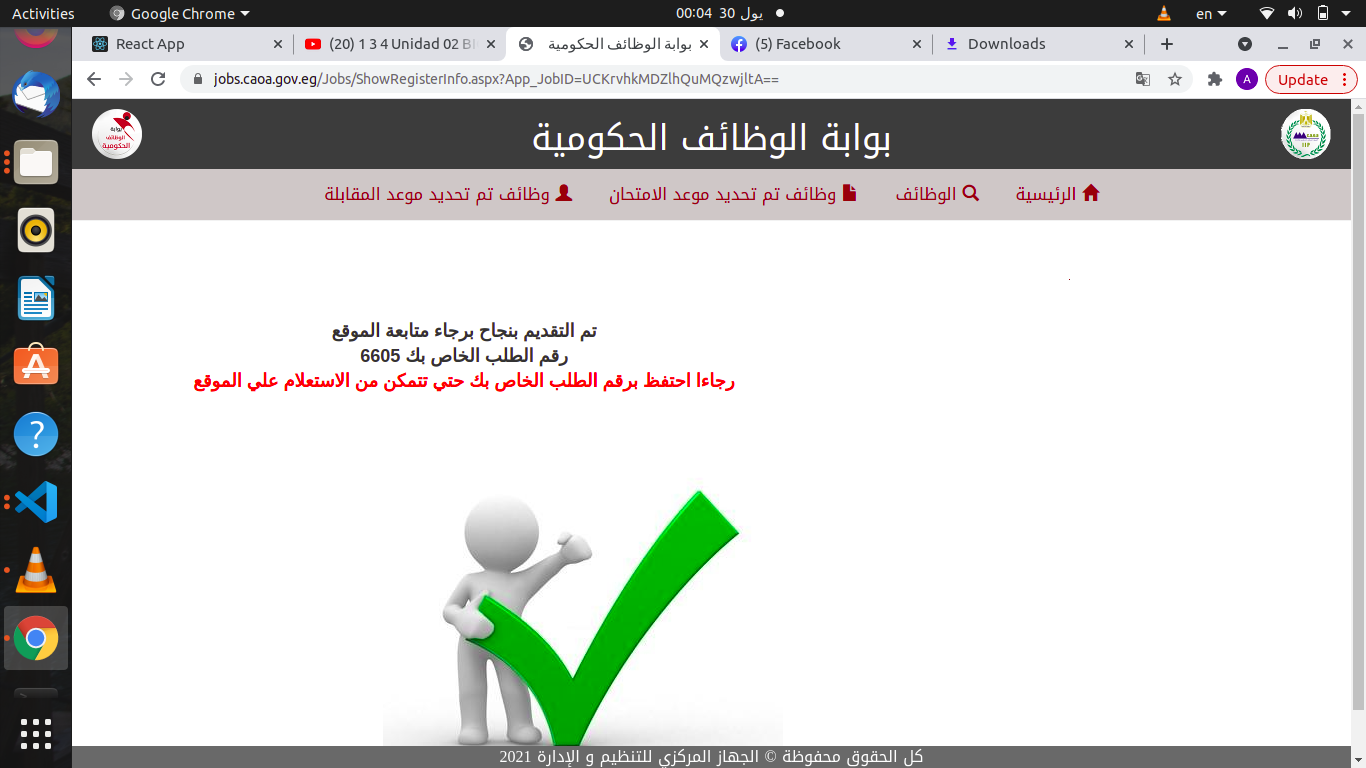 Activities
Google Chrome
00:04 30 يول
en
React App
(20) 1 3 4 Unidad 02 Bl
بوابة الوظائف الحكومية
(5) Facebook
Downloads
jobs.caoa.gov.eg/Jobs/ShowRegisterInfo.aspx?App_JobID=UCKrvhkMDZlhQuMQzwjltA==
A
Update
بوابة الوظائف الحكومية
بوابة
الوظائف
الحكومية
CAOA
الرئيسية
الوظائف
وظائف تم تحديد موعد الامتحان
وظائف تم تحديد موعد المقابلة
تم التقديم بنجاح برجاء متابعة الموقع
رقم الطلب الخاص بك 6605
رجاءا احتفظ برقم الطلب الخاص بك حتي تتمكن من الاستعلام علي الموقع
كل الحقوق محفوظة © الجهاز المركزي للتنظيم و الإدارة 2021